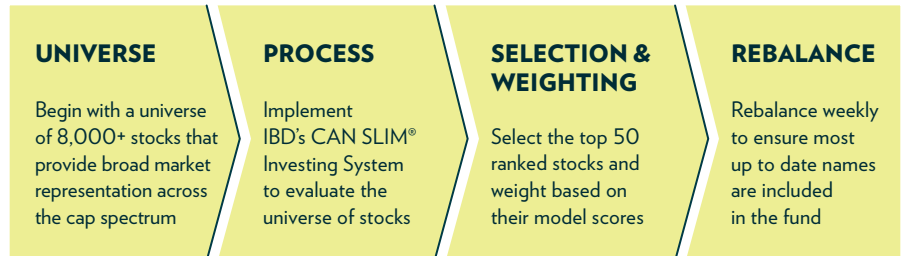 UNIVERSE
Begin with a universe
of 8,000+ stocks that
provide broad market
representation across
the cap spectrum
PROCESS
Implement
IBD's CAN SLIM®
Investing System
to evaluate the
universe of stocks
SELECTION &
WEIGHTING
Select the top 50
ranked stocks and
weight based on
their model scores
REBALANCE
Rebalance weekly
to ensure most
up to date names
are included
in the fund